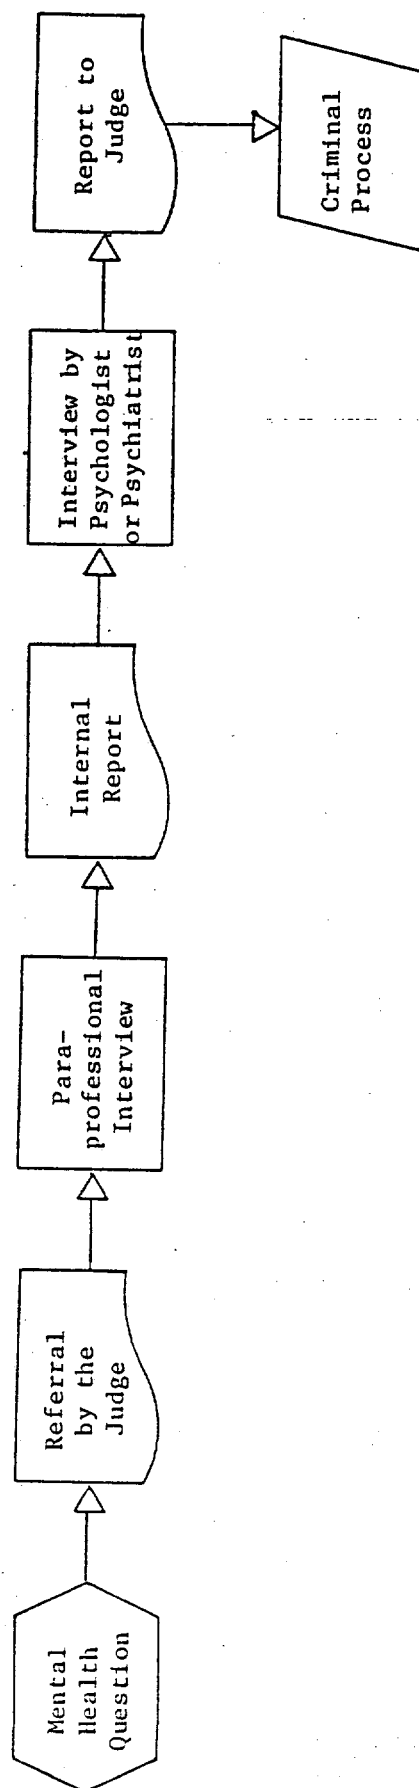 Mental
Health
Question
Referral
by the
Judge
Para-
professional
Interview
Internal
Report
Interview by
Psychologist
or Psychiatrist
Report to
Judge
Criminal
Process